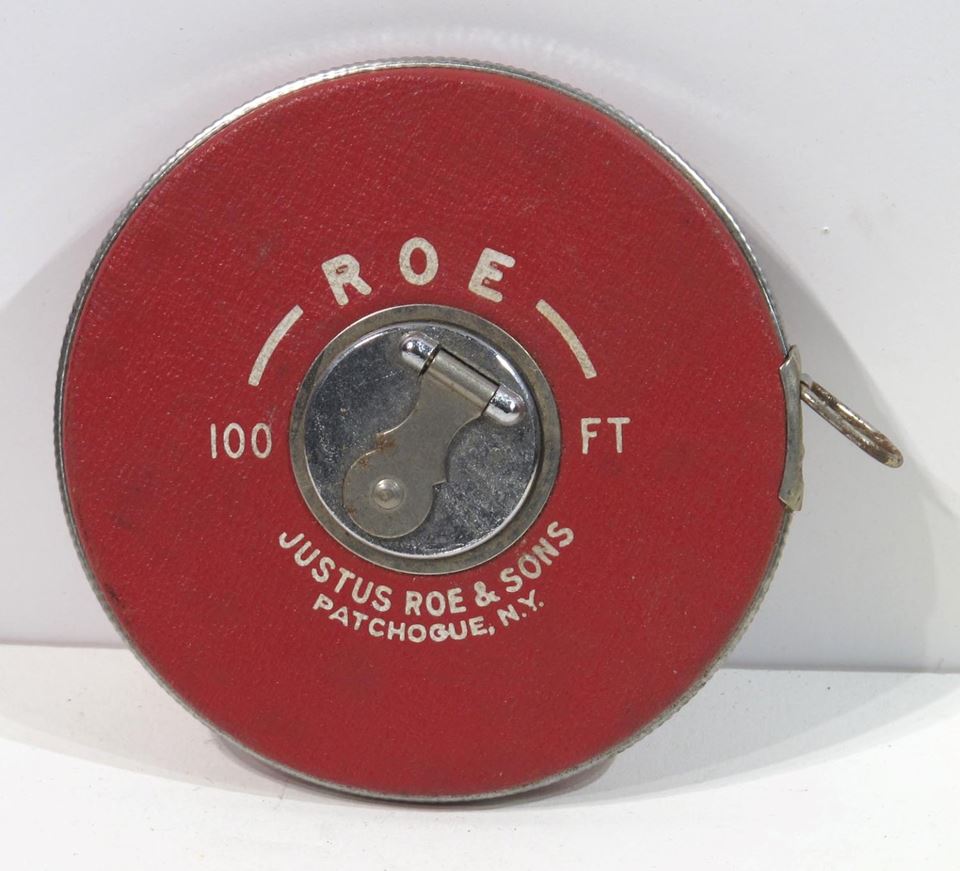 ROE
100 FT
JUSTUS ROE & SONS
PATCHOGUE, N.Y.